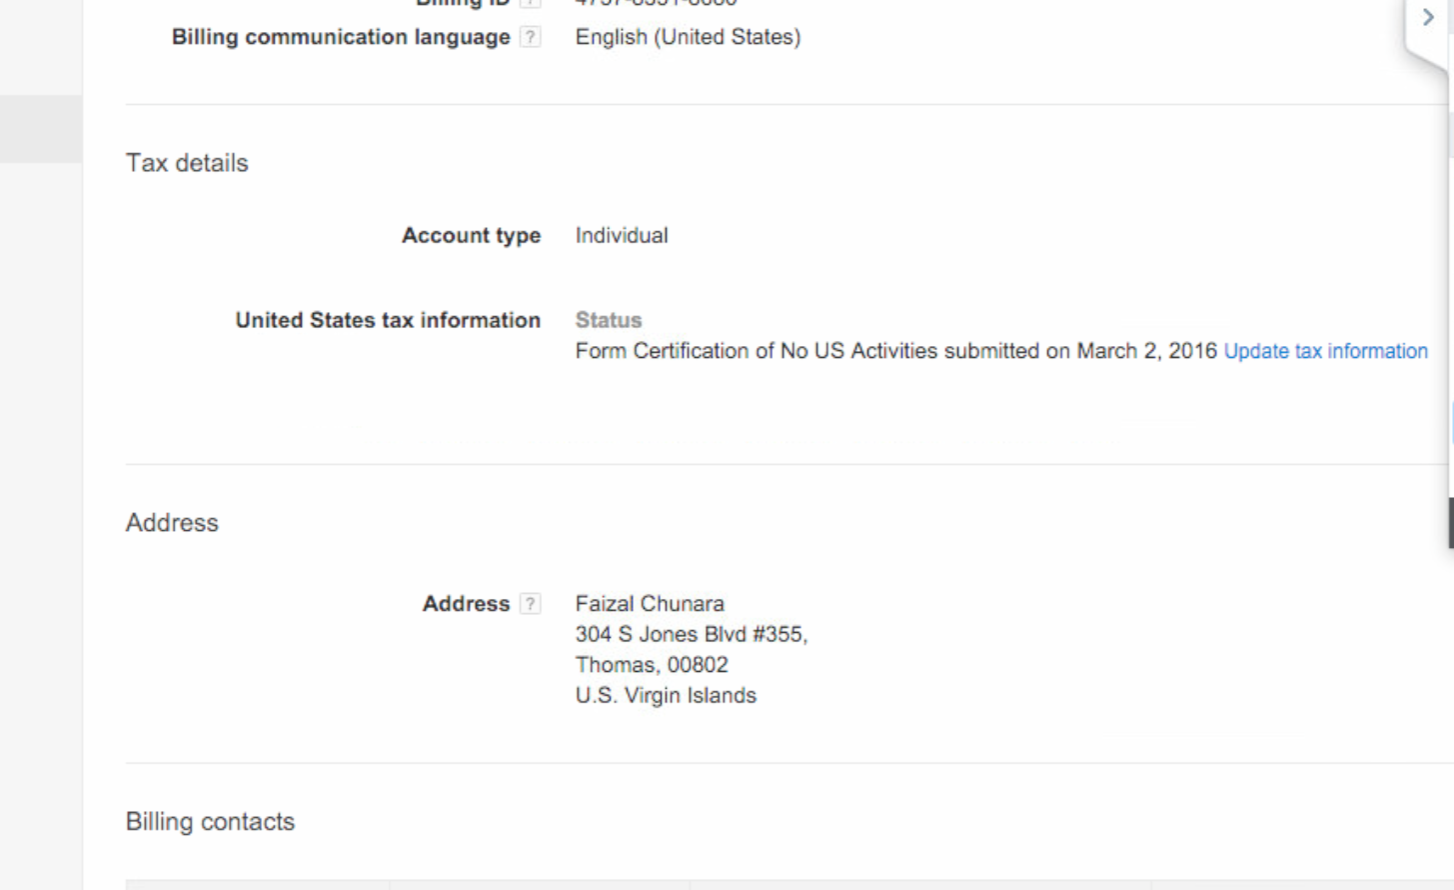 Billing ID ?
Billing communication language ? English (United States)
Tax details
Account type Individual
United States tax information Status
Form Certification of No US Activities submitted on March 2, 2016 Update tax information
Address
Address ? Faizal Chunara
304 S Jones Blvd #355,
Thomas, 00802
U.S. Virgin Islands
Billing contacts